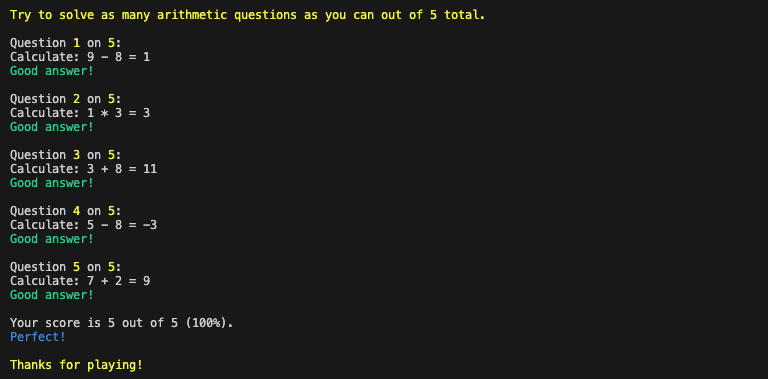 Try to solve as many arithmetic questions as you can out of 5 total.
Question 1 on 5:
Calculate: 9 - 8 = 1
Good answer!
Question 2 on 5:
Calculate: 1 * 3 = 3
Good answer!
Question 3 on 5:
Calculate: 3 + 8 = 11
Good answer!
Question 4 on 5:
Calculate: 5 - 8 = -3
Good answer!
Question 5 on 5:
Calculate: 7 + 2 = 9
Good answer!
Your score is 5 out of 5 (100%).
Perfect!
Thanks for playing!